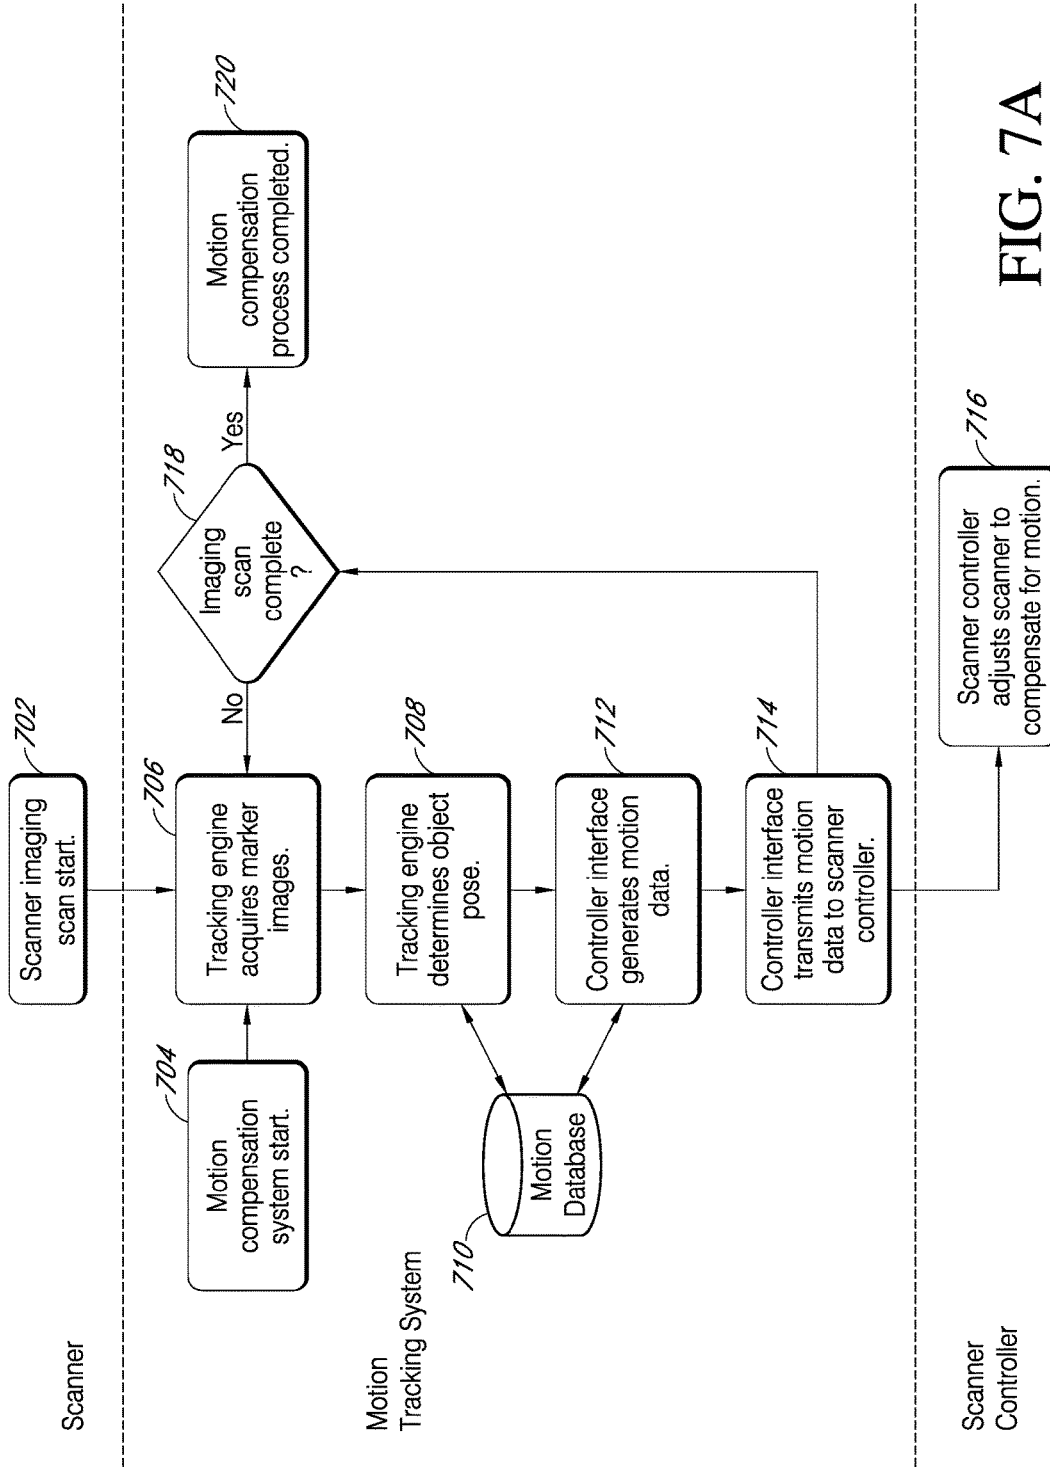 Scanner
702
Scanner imaging
scan start.
Motion
Tracking System
704
Motion
compensation
system start.
706
Tracking engine
acquires marker
images.
No
718
Imaging
scan
complete
?
Yes
720
Motion
compensation
process completed.
708
Tracking engine
determines object
pose.
710
Motion
Database
712
Controller interface
generates motion
data.
714
Controller interface
transmits motion
data to scanner
controller.
Scanner
Controller
716
Scanner controller
adjusts scanner to
compensate for motion.
FIG. 7A